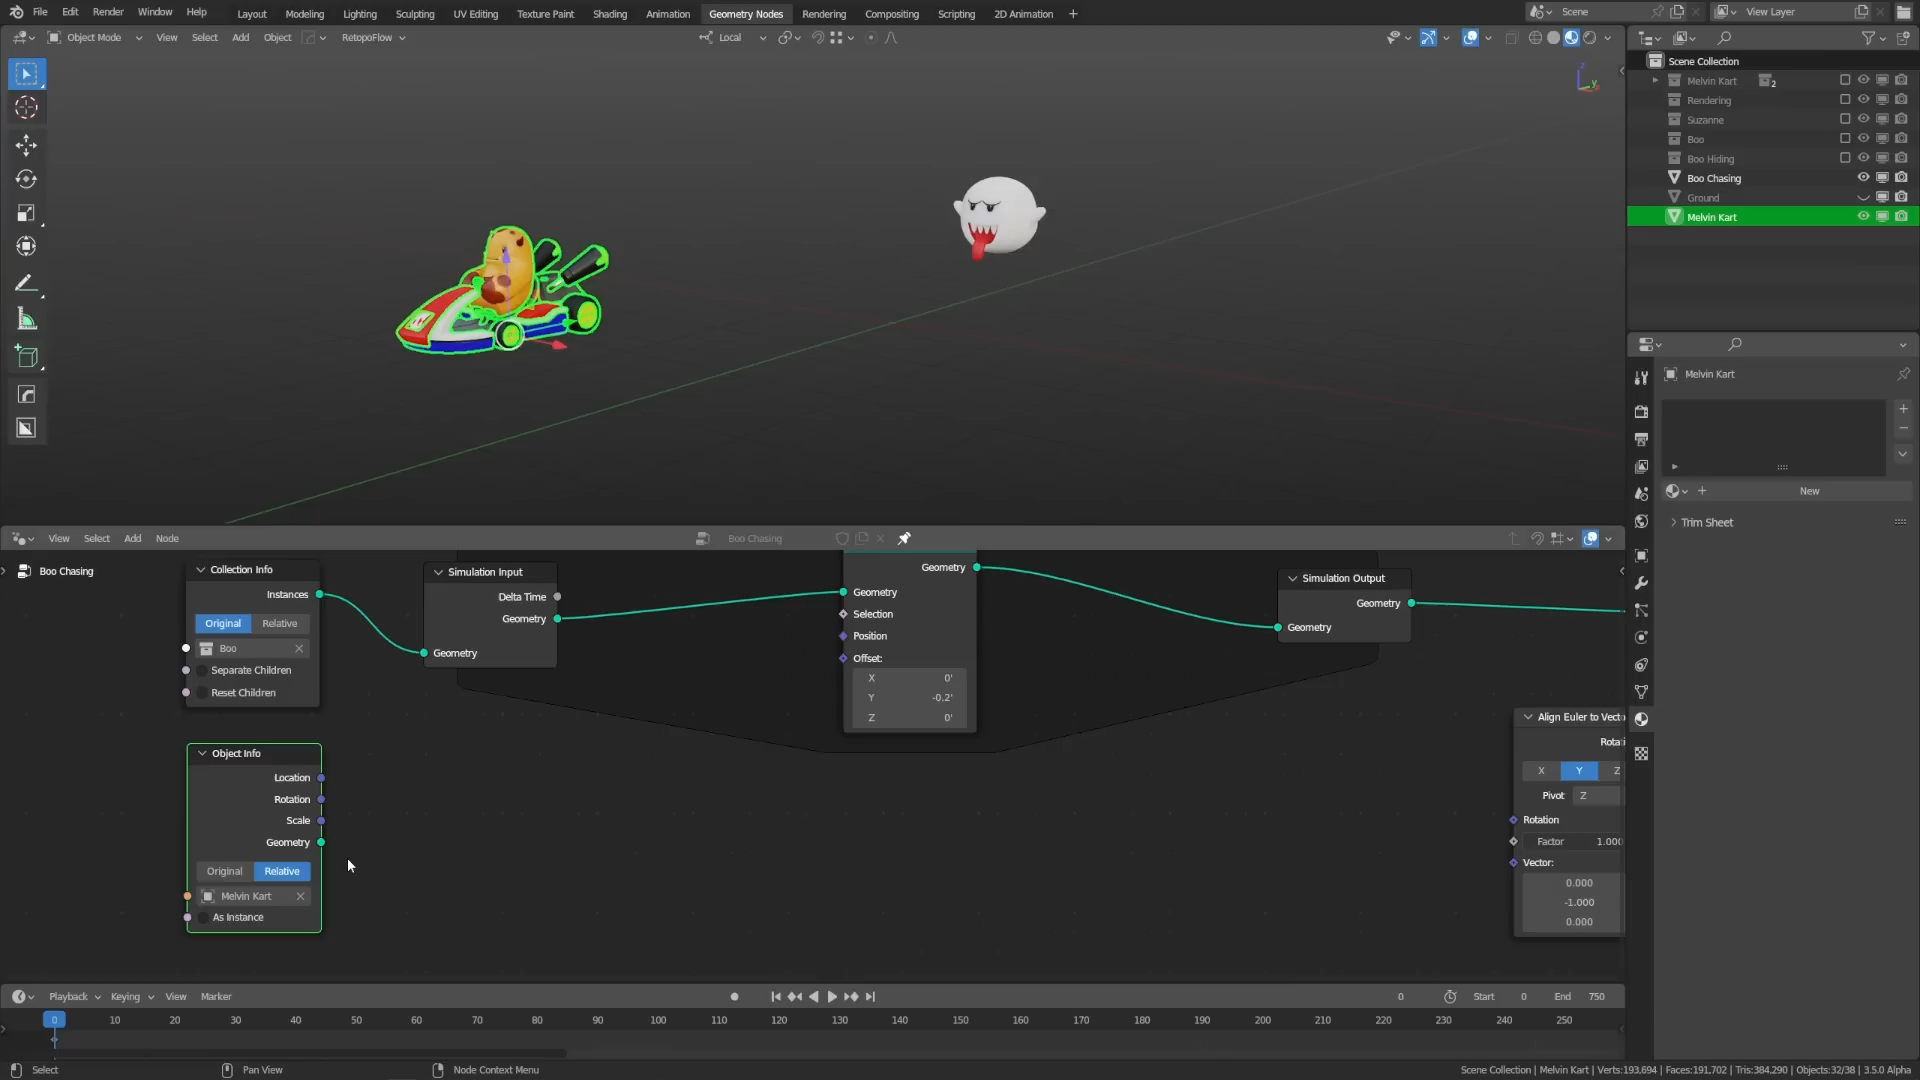 File Edit Render Window Help Layout Modeling Lighting Sculpting UV Editing Texture Paint Shading Animation Geometry Nodes Rendering Compositing Scripting 2D Animation + Scene View Layer
Object Mode View Select Add Object RetopoFlow Local
Scene Collection
Melvin Kart 2
Rendering
Suzanne
Boo
Boo Hiding
Boo Chasing
Ground
Melvin Kart
Z
Y
Melvin Kart
New
Trim Sheet
View Select Add Node Boo Chasing
Boo Chasing
Collection Info
Instances
Original Relative
Boo
Separate Children
Reset Children
Simulation Input
Delta Time
Geometry
Geometry
Geometry
Geometry
Selection
Position
Offset:
X 0'
Y -0.2'
Z 0'
Simulation Output
Geometry
Geometry
Object Info
Location
Rotation
Scale
Geometry
Original Relative
Melvin Kart
As Instance
Align Euler to Vecto
Rotati
X Y Z
Pivot Z
Rotation
Factor 1.000
Vector:
0.000
-1.000
0.000
Playback Keying View Marker 0 Start 0 End 750
0 10 20 30 40 50 60 70 80 90 100 110 120 130 140 150 160 170 180 190 200 210 220 230 240 250
Select Pan View Node Context Menu Scene Collection | Melvin Kart | Verts:193,694 | Faces:191,702 | Tris:384,290 | Objects:32/38 | 3.5.0 Alpha